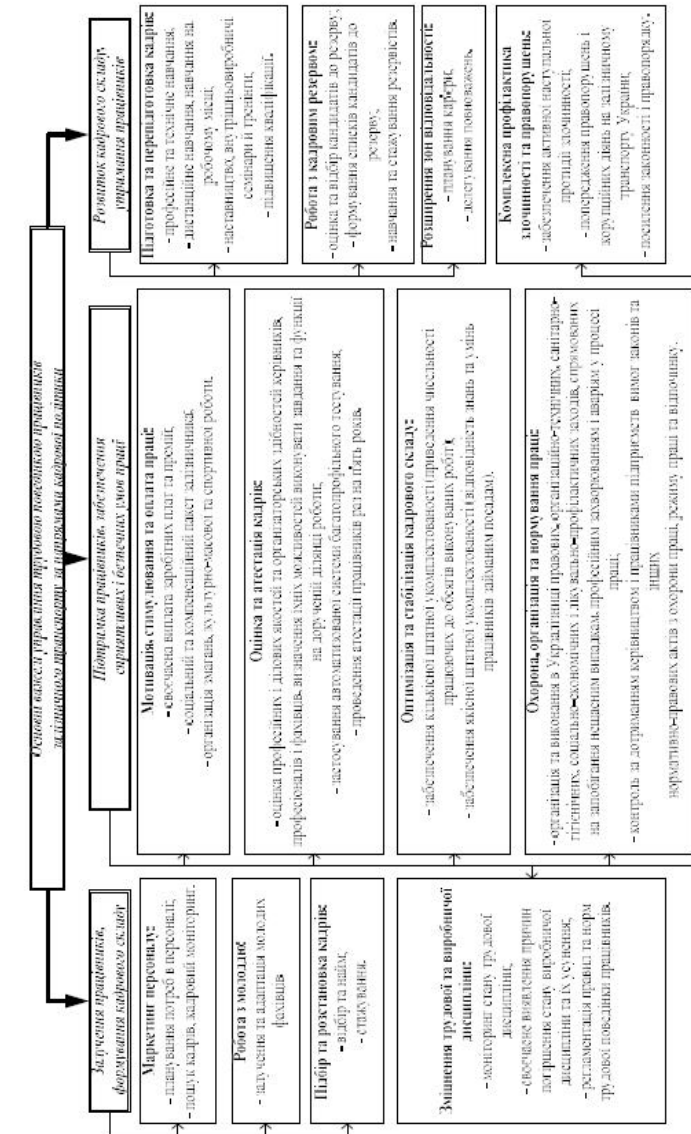 Основні важелі управління трудовою поведінкою працівників
залізничного транспорту за напрямами кадрової політики
Залучення працівників,
формування кадрового складу
Маркетинг персоналу:
- планування потреб в персоналі;
- пошук кадрів, кадровий моніторинг.
Робота з молоддю:
- залучення та адаптація молодих
фахівців.
Підбір та розстановка кадрів:
- відбір та найм;
- стажування.
Зміцнення трудової та виробничої
дисципліни:
- моніторинг стану трудової
дисципліни;
- своєчасне виявлення причин
погіршення стану виробничої
дисципліни та їх усунення;
- регламентація правил та норм
трудової поведінки працівників.
Підтримка працівників, забезпечення
сприятливих і безпечних умов праці
Мотивація, стимулювання та оплата праці:
- своєчасна виплата заробітних плат та премій;
- соціальний та компенсаційний пакет залізничника;
- організація змагань, культурно-масової та спортивної роботи.
Оцінка та атестація кадрів:
- оцінка професійних і ділових якостей та організаторських здібностей керівників,
професіоналів і фахівців, визначення їхніх можливостей виконувати завдання та функції
на дорученій ділянці роботи;
- застосування автоматизованої системи багатопрофільного тестування;
- проведення атестації працівників раз на п'ять років.
Оптимізація та стабілізація кадрового складу:
- забезпечення кількісної штатної укомплектованості (приведення чисельності
працюючих до обсягів виконуваних робіт);
- забезпечення якісної штатної укомплектованості (відповідність знань та умінь
працівників займаним посадам).
Охорона, організація та нормування праці:
- організація та виконання в Укрзалізниці правових, організаційно-технічних, санітарно-
гігієнічних, соціально-економічних і лікувально-профілактичних заходів, спрямованих
на запобігання нещасним випадкам, професійним захворюванням і аваріям у процесі
праці;
- контроль за дотриманням керівництвом і працівниками підприємств вимог законів та
інших
нормативно-правових актів з охорони праці, режиму праці та відпочинку.
Розвиток кадрового складу,
утримання працівників
Підготовка та перепідготовка кадрів:
- професійне та технічне навчання;
- дистанційне навчання, навчання на
робочому місці;
- наставництво, внутрішньовиробничі
семінари й тренінги;
- підвищення кваліфікації.
Робота з кадровим резервом:
- оцінка та відбір кандидатів до резерву;
- формування списків кандидатів до
резерву;
- навчання та стажування резервістів.
Розширення зон відповідальності:
- планування кар'єри;
- делегування повноважень.
Комплексна профілактика
злочинності та правопорушень:
- забезпечення активної наступальної
протидії злочинності;
- попередження правопорушень і
корупційних діянь на залізничному
транспорту України;
- посилення законності і правопорядку.